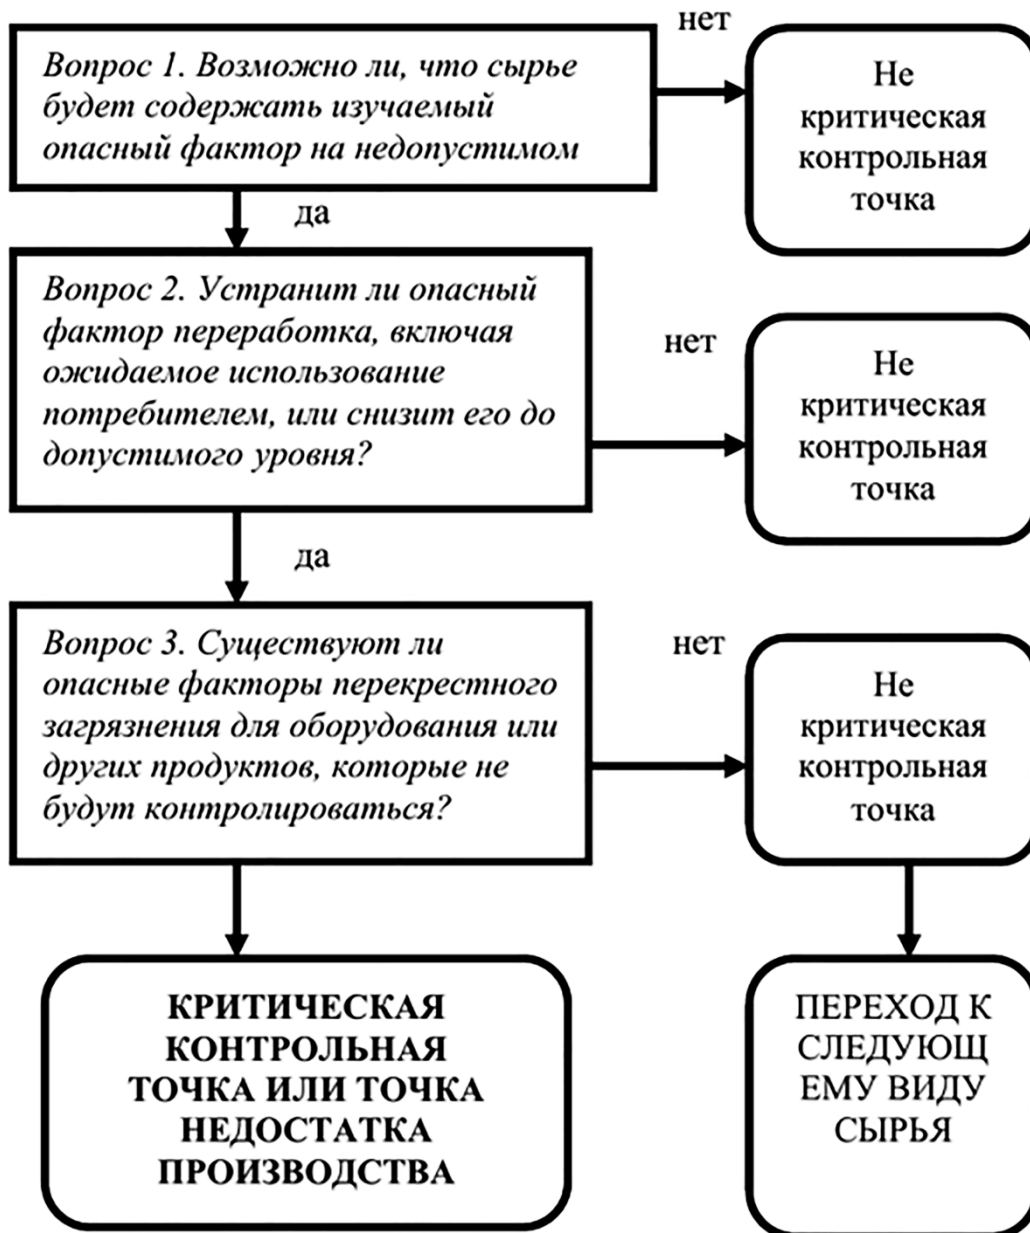 нет
Вопрос 1. Возможно ли, что сырье
будет содержать изучаемый
опасный фактор на недопустимом
Не
критическая
контрольная
точка
да
Вопрос 2. Устранит ли опасный
фактор переработка, включая
ожидаемое использование
потребителем, или снизит его до
допустимого уровня?
нет
Не
критическая
контрольная
точка
да
Вопрос 3. Существуют ли
опасные факторы перекрестного
загрязнения для оборудования или
других продуктов, которые не
будут контролироваться?
нет
Не
критическая
контрольная
точка
КРИТИЧЕСКАЯ
КОНТРОЛЬНАЯ
ТОЧКА ИЛИ ТОЧКА
НЕДОСТАТКА
ПРОИЗВОДСТВА
ПЕРЕХОД К
СЛЕДУЮЩ
ЕМУ ВИДУ
СЫРЬЯ